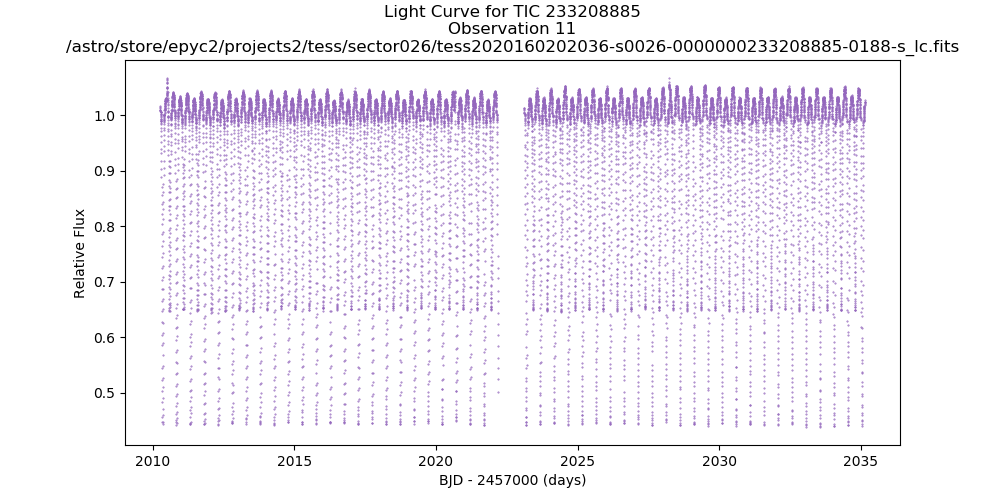 Light Curve for TIC 233208885
Observation 11
/astro/store/epyc2/projects2/tess/sector026/tess2020160202036-s0026-0000000233208885-0188-s_lc.fits
1.0
0.9
0.8
0.7
0.6
0.5
Relative Flux
2010 2015 2020 2025 2030 2035
BJD - 2457000 (days)